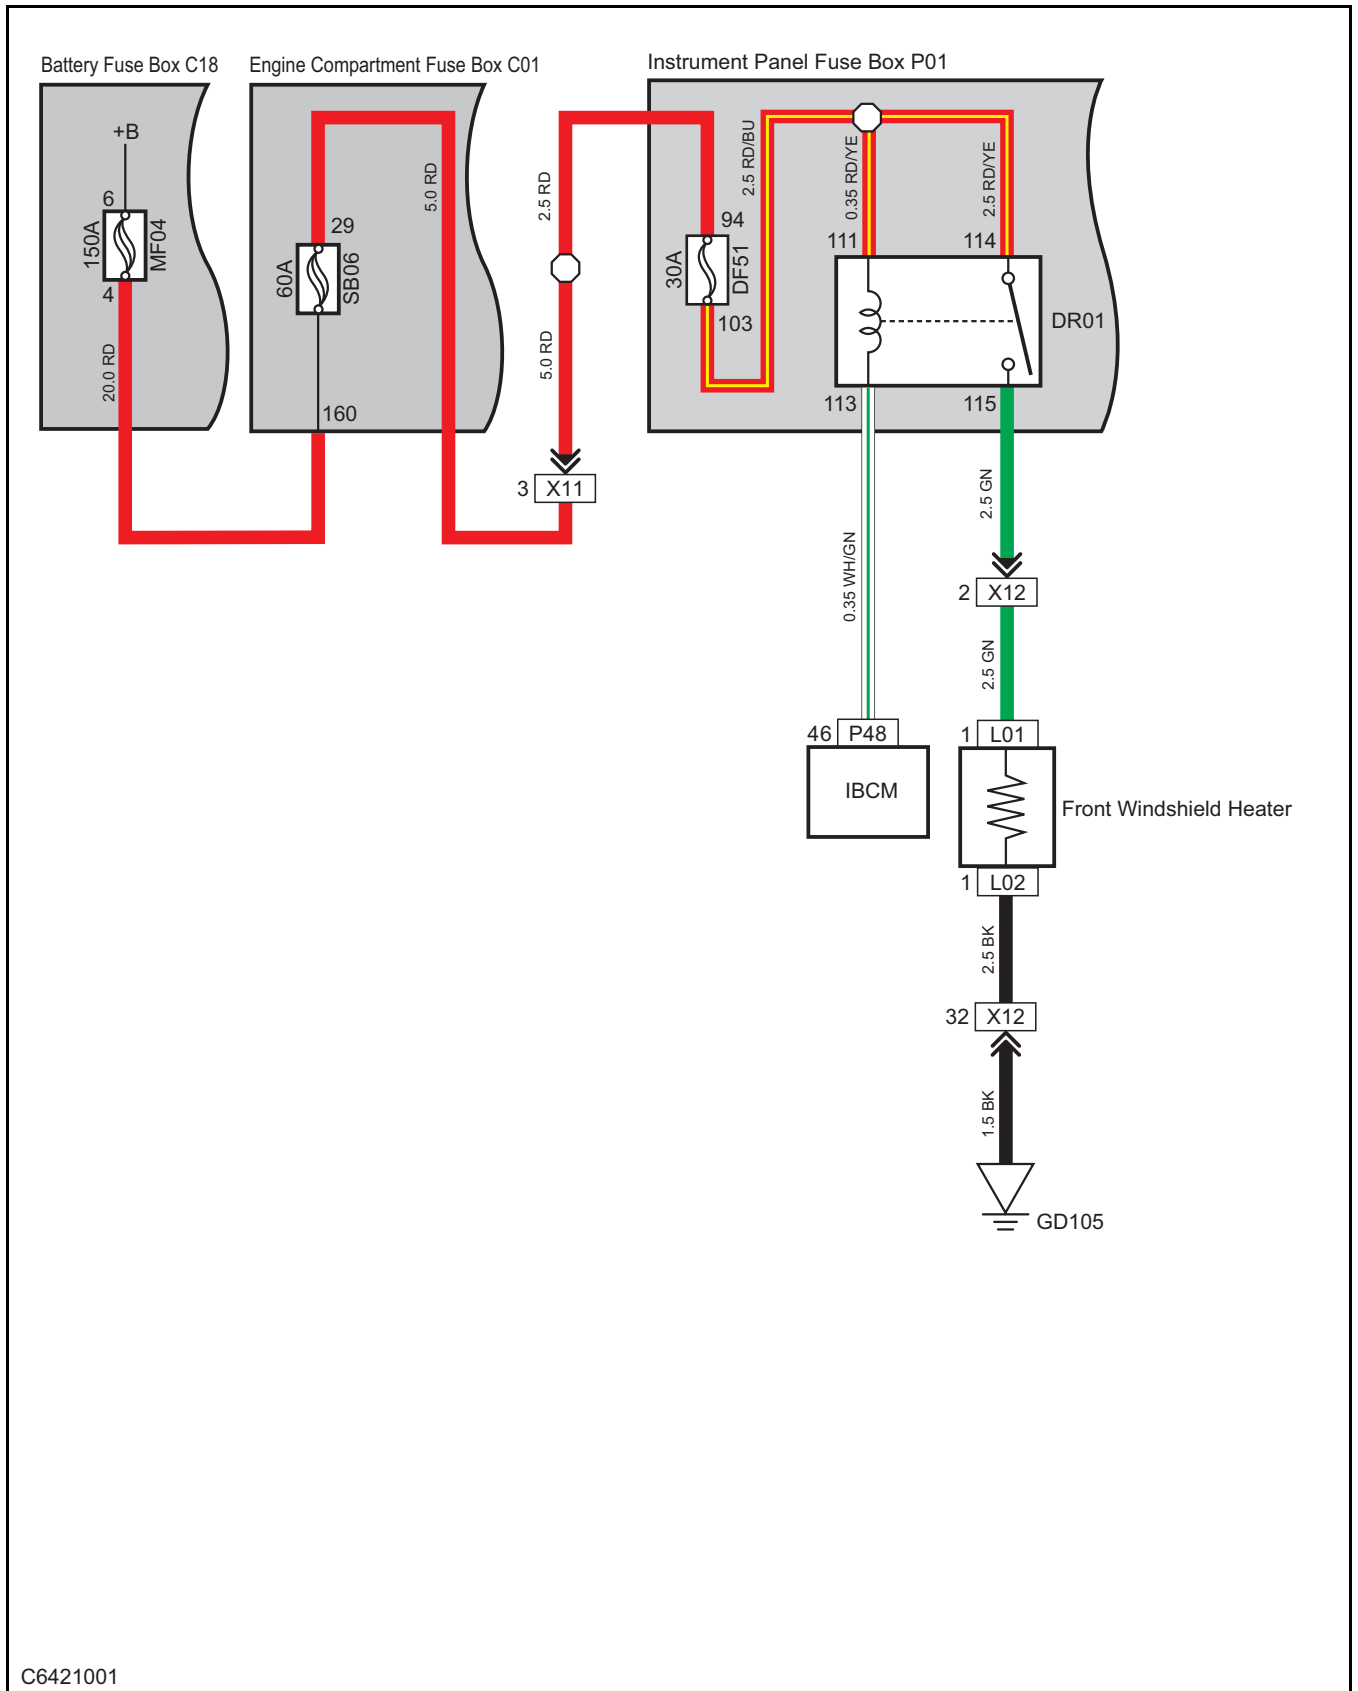 Battery Fuse Box C18
Engine Compartment Fuse Box C01
Instrument Panel Fuse Box P01
+B
6
150A
MF04
4
20.0 RD
29
60A
SB06
160
5.0 RD
2.5 RD
5.0 RD
3 X11
94
30A
DF51
103
2.5 RD/BU
0.35 RD/YE
2.5 RD/YE
111
114
DR01
113
115
0.35 WH/GN
2.5 GN
2 X12
2.5 GN
46 P48
IBCM
1 L01
Front Windshield Heater
1 L02
2.5 BK
32 X12
1.5 BK
GD105
C6421001